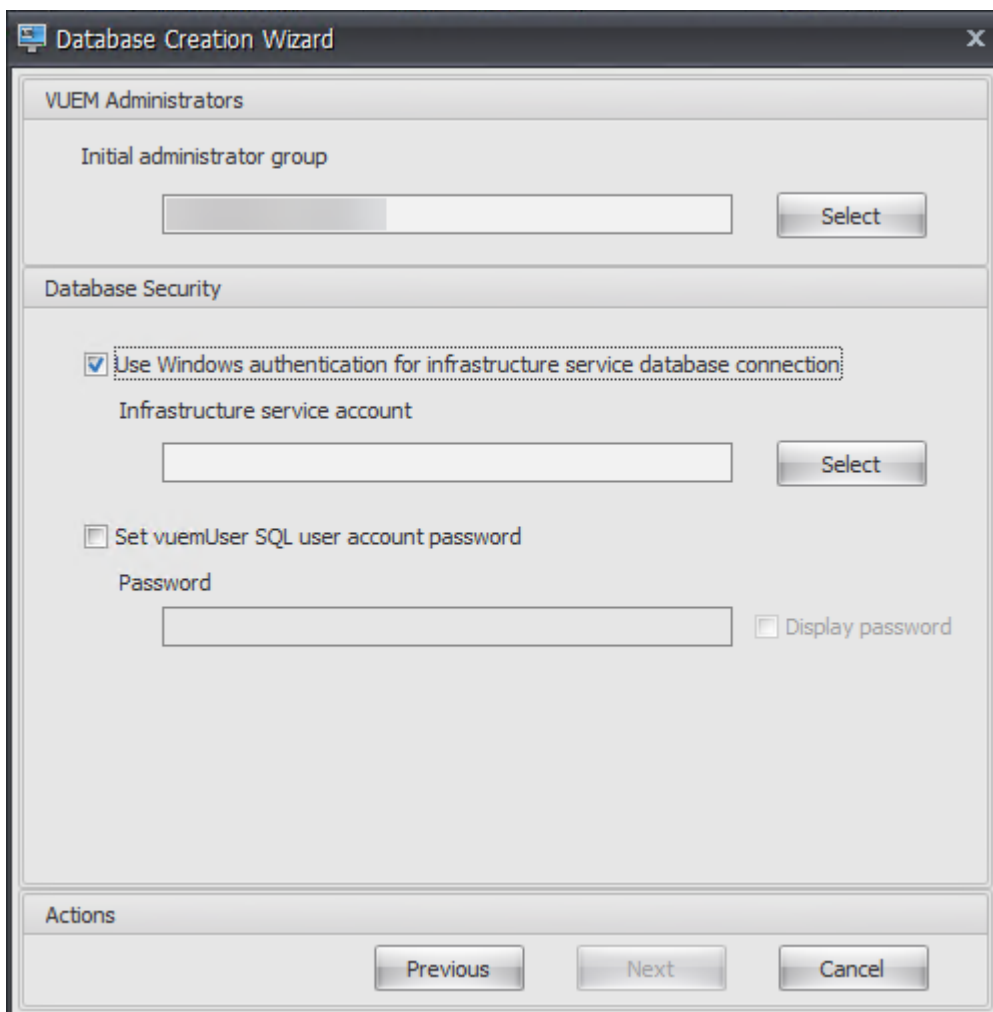 Database Creation Wizard
VUEM Administrators
Initial administrator group
Select
Database Security
Use Windows authentication for infrastructure service database connection
Infrastructure service account
Select
Set vuemUser SQL user account password
Password
Display password
Actions
Previous Next Cancel